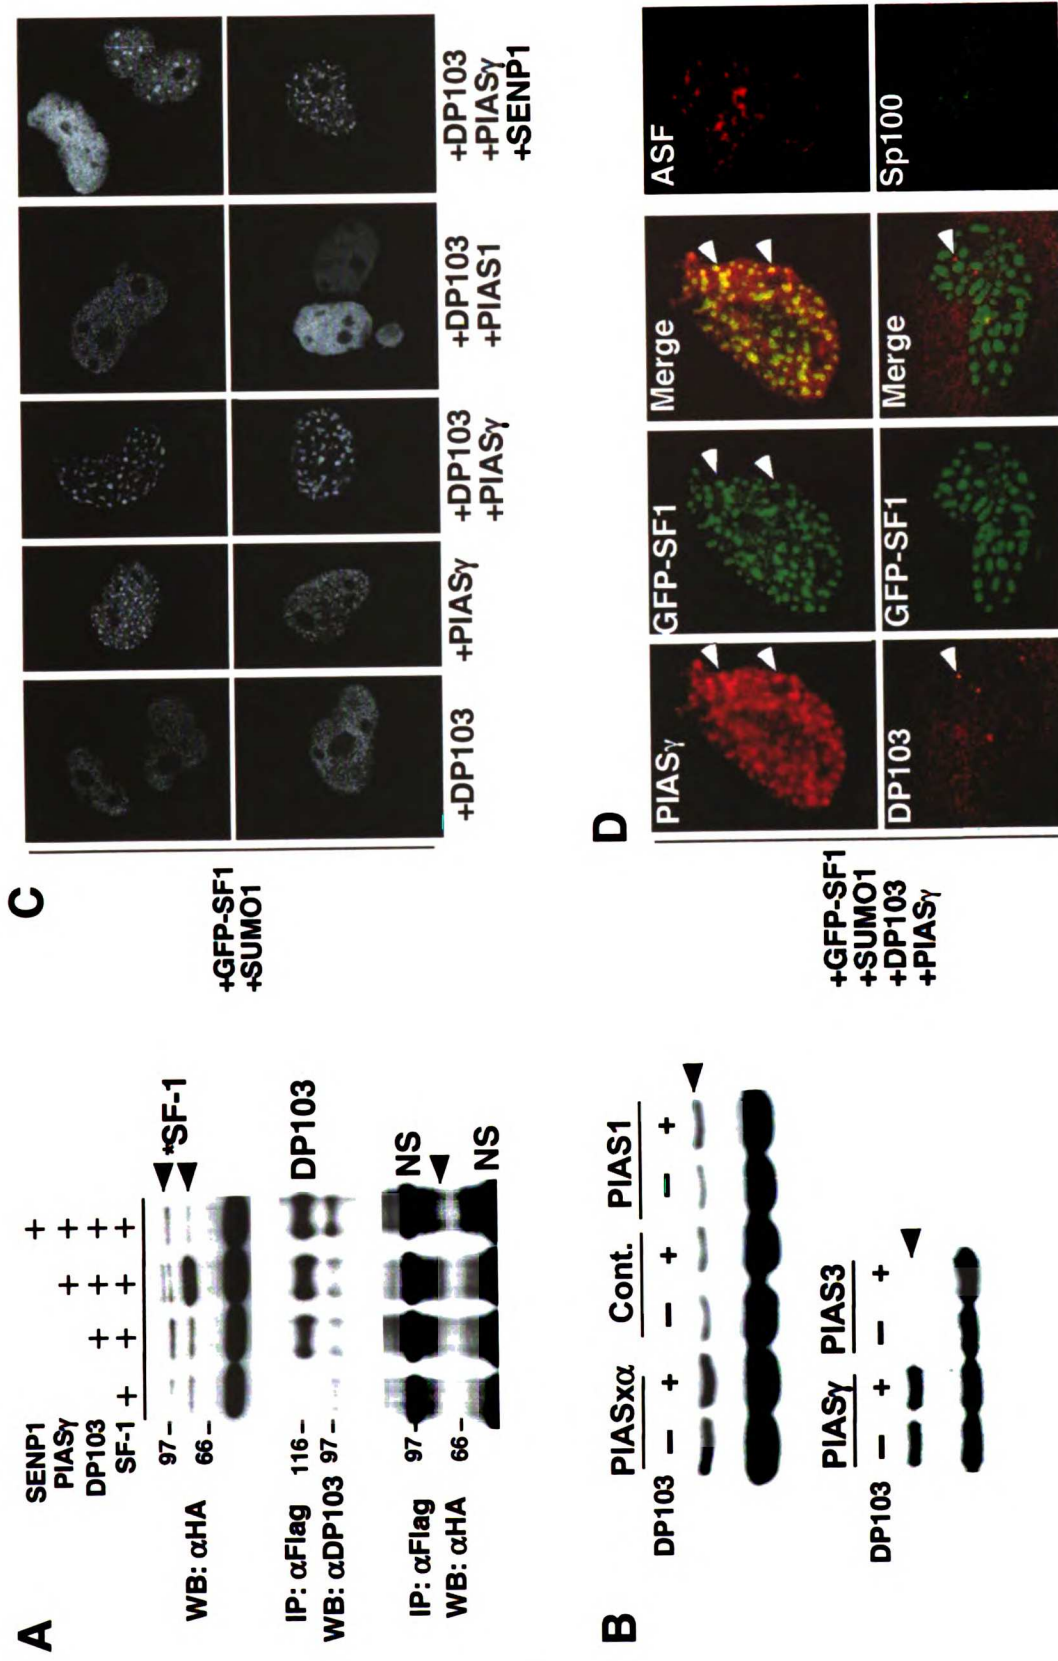 A
SENP1 +
PIASγ + +
DP103 + + +
SF-1 + + + +
97-
66-
WB: αHA
*SF-1
IP: αFlag
WB: αDP103
116-
97-
DP103
IP: αFlag
WB: αHA
97-
66-
NS
NS
B
PIASxα Cont. PIAS1
DP103 - + - + - +
PIASγ PIAS3
DP103 - + - +
C
+GFP-SF1
+SUMO1
+DP103
+PIASγ
+DP103
+PIASγ
+DP103
+PIAS1
+DP103
+PIASγ
+SENP1
D
+GFP-SF1
+SUMO1
+DP103
+PIASγ
PIASγ GFP-SF1 Merge ASF
DP103 GFP-SF1 Merge Sp100